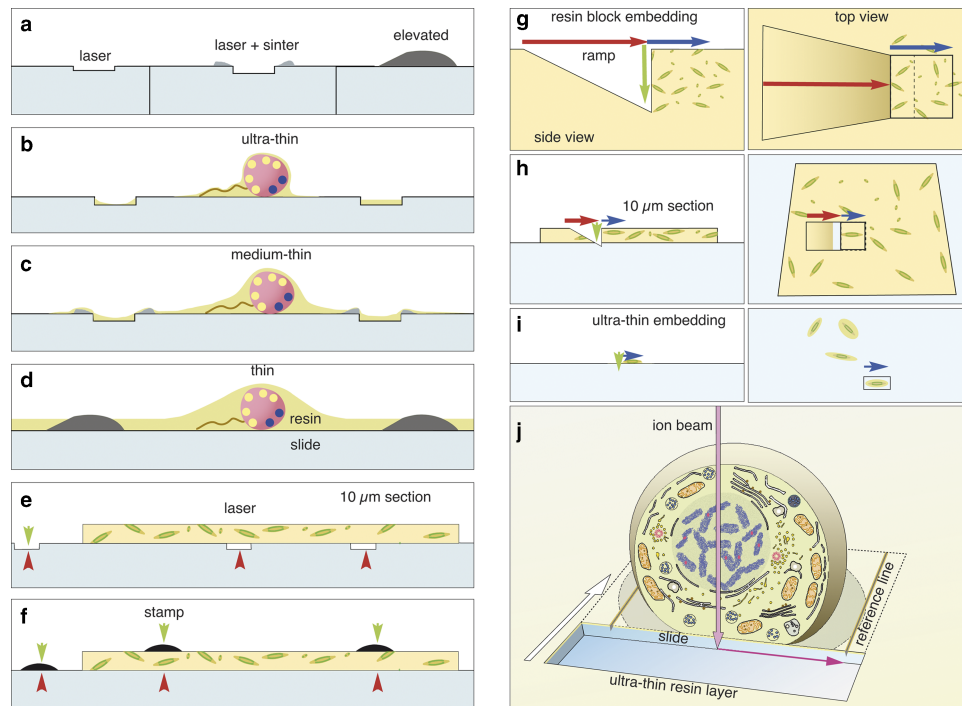 a
laser
laser + sinter
elevated
b
ultra-thin
c
medium-thin
d
thin
resin
slide
e
laser
10 µm section
f
stamp
g
resin block embedding
ramp
side view
top view
h
10 µm section
i
ultra-thin embedding
j
ion beam
slide
reference line
ultra-thin resin layer